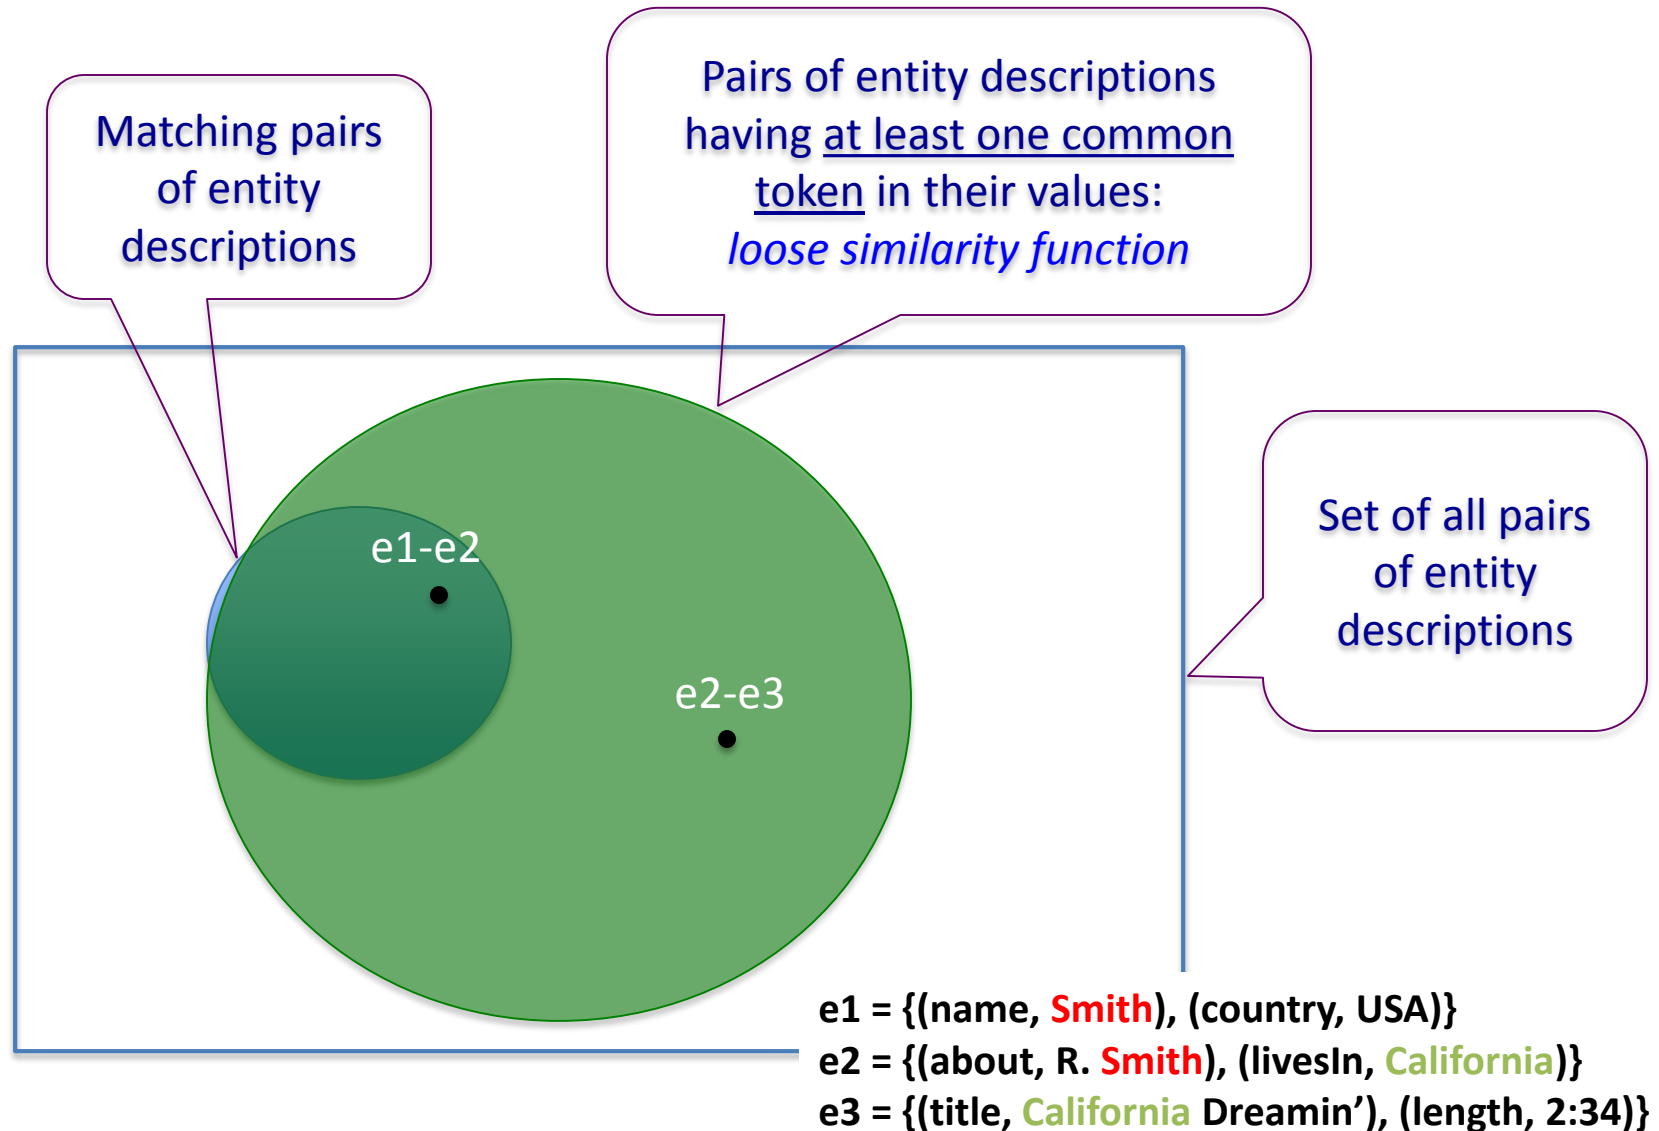 Matching pairs
of entity
descriptions
Pairs of entity descriptions
having at least one common
token in their values:
loose similarity function
Set of all pairs
of entity
descriptions
e1-e2
e2-e3
e1 = {(name, Smith), (country, USA)}
e2 = {(about, R. Smith), (livesIn, California)}
e3 = {(title, California Dreamin’), (length, 2:34)}